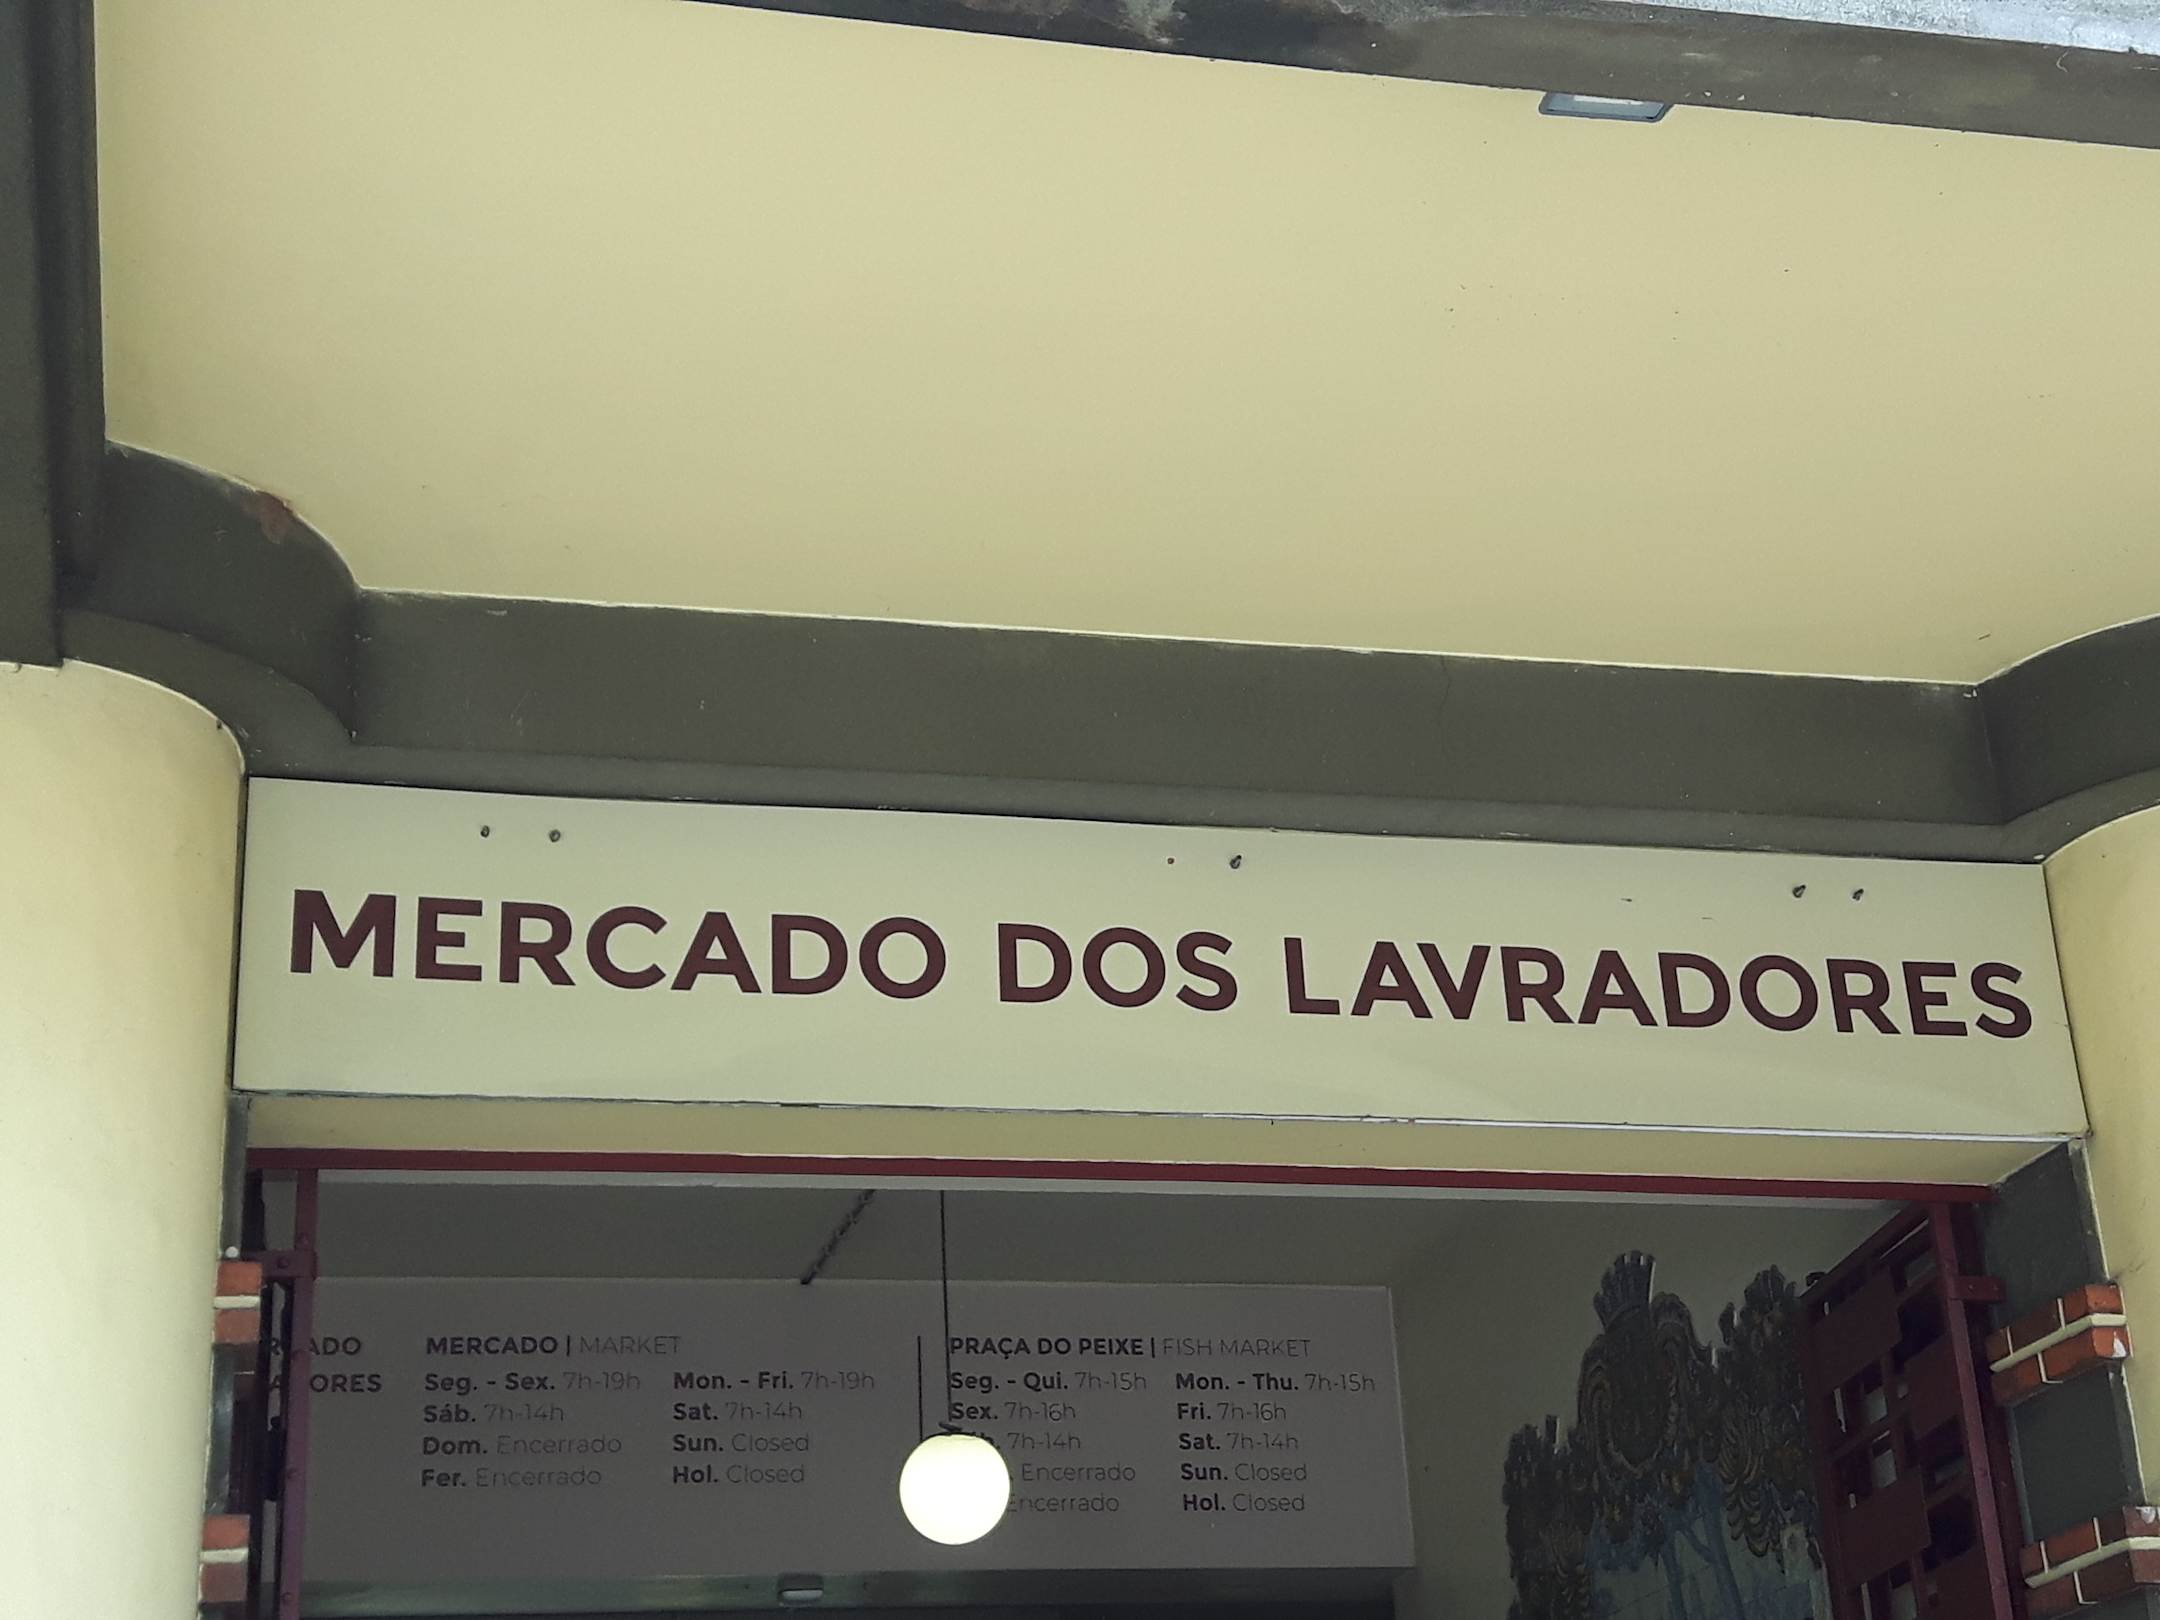 MERCADO DOS LAVRADORES
MERCADO | MARKET
Seg. - Sex. 7h-19h
Sáb. 7h-14h
Dom. Encerrado
Fer. Encerrado
Mon. - Fri. 7h-19h
Sat. 7h-14h
Sun. Closed
Hol. Closed
PRAÇA DO PEIXE | FISH MARKET
Seg. - Qui. 7h-15h
Sex. 7h-16h
7h-14h
Encerrado
Encerrado
Mon. - Thu. 7h-15h
Fri. 7h-16h
Sat. 7h-14h
Sun. Closed
Hol. Closed